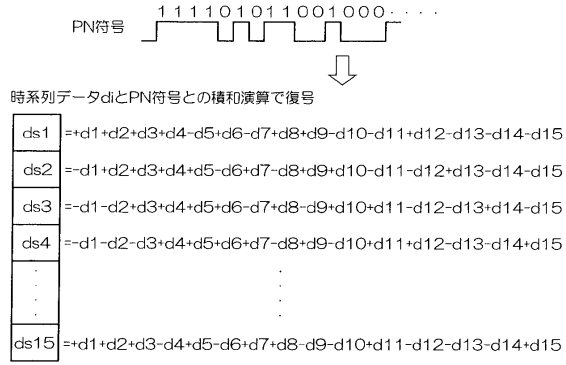 111101011001000・・・・
PN符号
時系列データdiとPN符号との積和演算で復号
ds1 =+d1+d2+d3+d4-d5+d6-d7+d8+d9-d10-d11+d12-d13-d14-d15
ds2 =-d1+d2+d3+d4+d5-d6+d7-d8+d9+d10-d11-d12+d13-d14-d15
ds3 =-d1-d2+d3+d4+d5+d6-d7+d8-d9+d10+d11-d12-d13+d14-d15
ds4 =-d1-d2-d3+d4+d5+d6+d7-d8+d9-d10+d11+d12-d13-d14+d15
ds15 =+d1+d2+d3-d4+d5-d6+d7+d8-d9-d10+d11-d12-d13-d14+d15